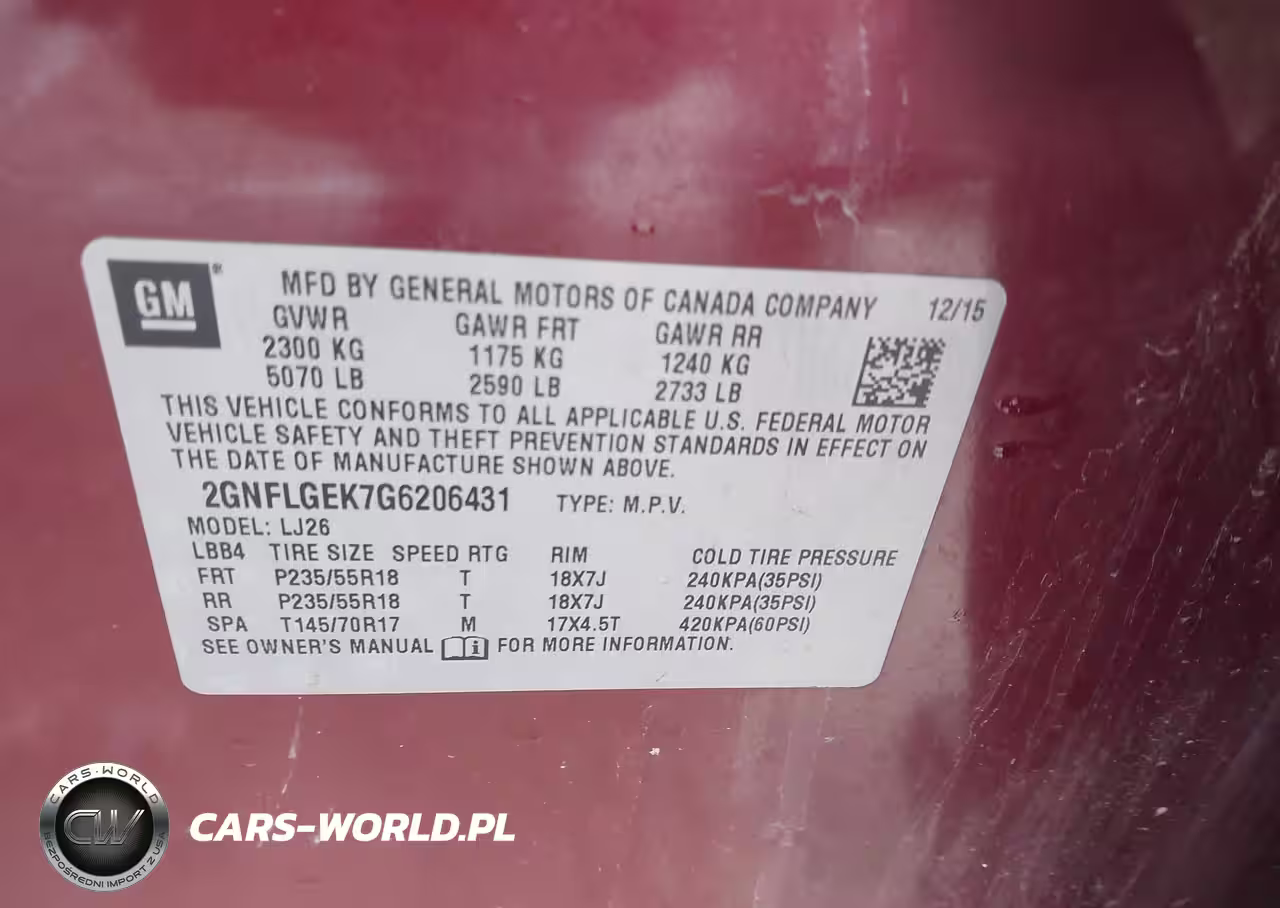 GM®
MFD BY GENERAL MOTORS OF CANADA COMPANY 12/15
GVWR GAWR FRT GAWR RR
2300 KG 1175 KG 1240 KG
5070 LB 2590 LB 2733 LB
THIS VEHICLE CONFORMS TO ALL APPLICABLE U.S. FEDERAL MOTOR
VEHICLE SAFETY AND THEFT PREVENTION STANDARDS IN EFFECT ON
THE DATE OF MANUFACTURE SHOWN ABOVE.
2GNFLGEK7G6206431 TYPE: M.P.V.
MODEL: LJ26
LBB4 TIRE SIZE SPEED RTG RIM COLD TIRE PRESSURE
FRT P235/55R18 T 18X7J 240KPA(35PSI)
RR P235/55R18 T 18X7J 240KPA(35PSI)
SPA T145/70R17 M 17X4.5T 420KPA(60PSI)
SEE OWNER'S MANUAL i FOR MORE INFORMATION.
CARS-WORLD
CW
BEZPOŚREDNI IMPORT Z USA
CARS-WORLD.PL